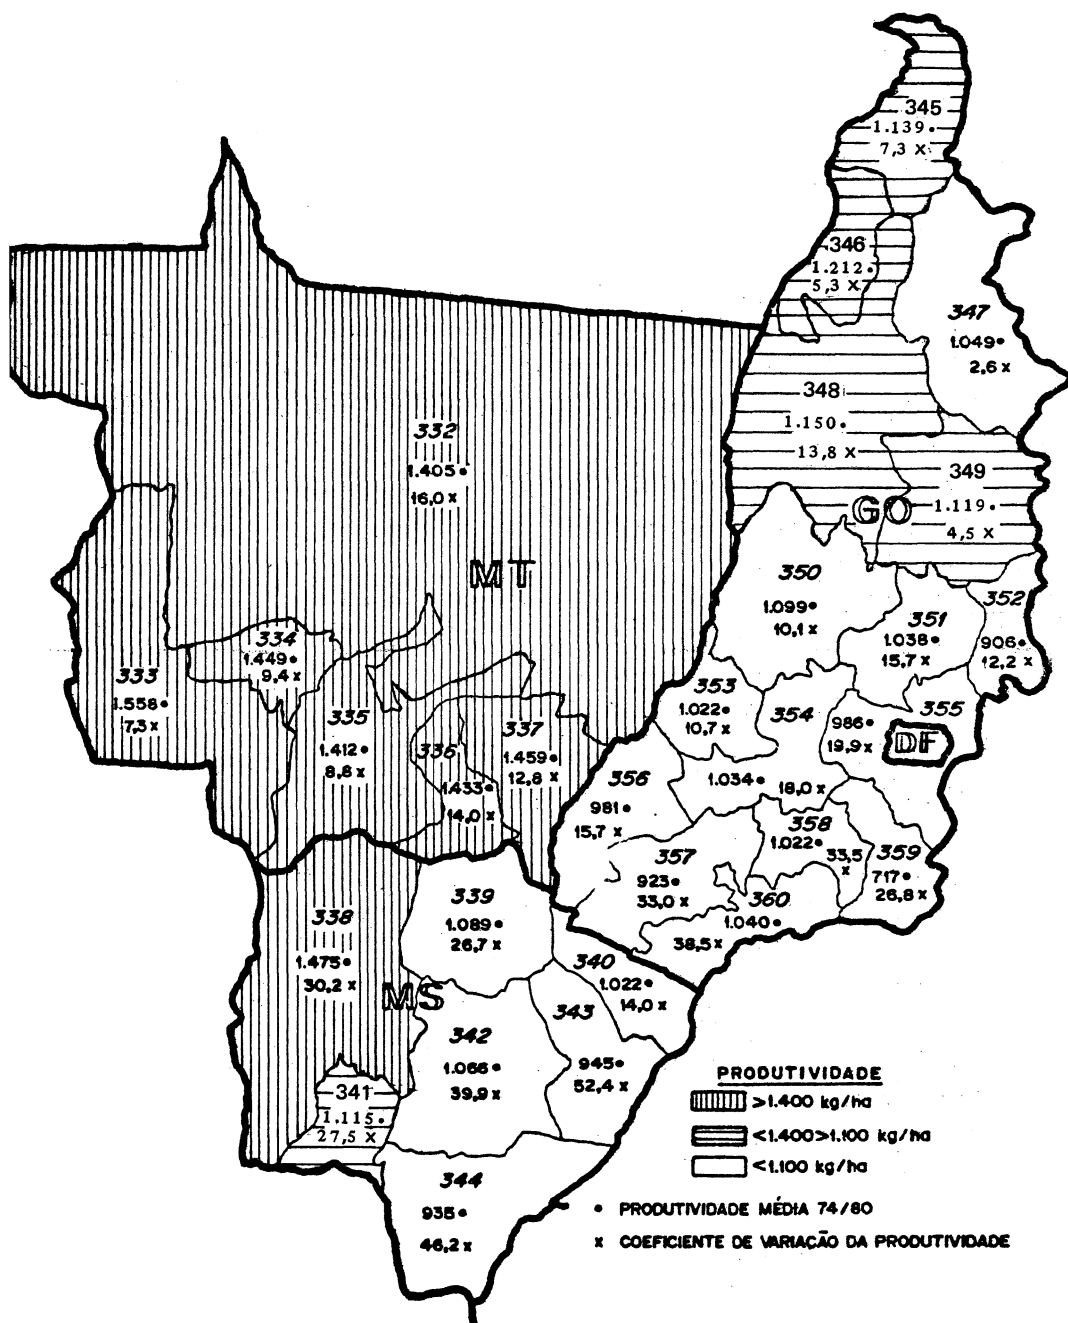 345
1.139•
7,3 x
346
1.212•
5,3 x
347
1.049•
2,6 x
348
1.150•
13,8 x
349
1.119•
4,5 x
GO
332
1.405•
16,0 x
MT
350
1.099•
10,1 x
351
1.038•
15,7 x
352
906•
12,2 x
333
1.558•
7,3 x
334
1.449•
9,4 x
335
1.412•
8,8 x
336
1.433•
14,0 x
337
1.459•
12,8 x
353
1.022•
10,7 x
354
1.034•
18,0 x
355
986•
19,9 x
DF
356
981•
15,7 x
357
923•
33,0 x
358
1.022•
33,5 x
359
717•
26,8 x
360
1.040•
38,5 x
338
1.475•
30,2 x
339
1.089•
26,7 x
340
1.022•
14,0 x
MS
342
1.066•
39,9 x
343
945•
52,4 x
341
1.115•
27,5 x
344
935•
46,2 x
PRODUTIVIDADE
>1.400 kg/ha
<1.400>1.100 kg/ha
<1.100 kg/ha
• PRODUTIVIDADE MÉDIA 74/80
x COEFICIENTE DE VARIAÇÃO DA PRODUTIVIDADE